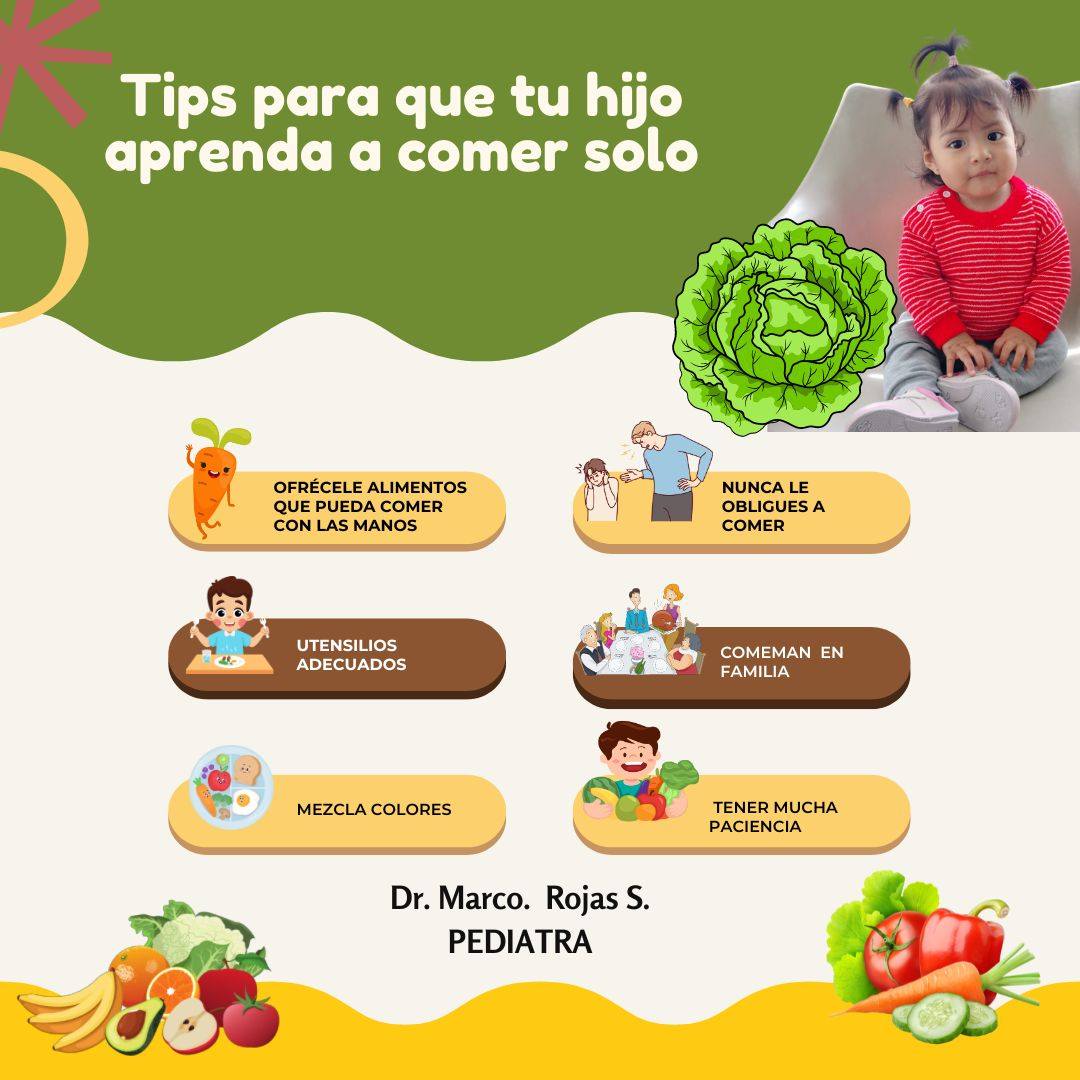 Tips para que tu hijo
aprenda a comer solo
OFRÉCELE ALIMENTOS
QUE PUEDA COMER
CON LAS MANOS
NUNCA LE
OBLIGUES A
COMER
UTENSILIOS
ADECUADOS
COMEMAN EN
FAMILIA
MEZCLA COLORES
TENER MUCHA
PACIENCIA
Dr. Marco. Rojas S.
PEDIATRA